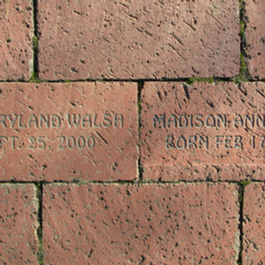 RYLAND WALSH
PT. 25, 2000
MADISON ANN
BORN FEB 17